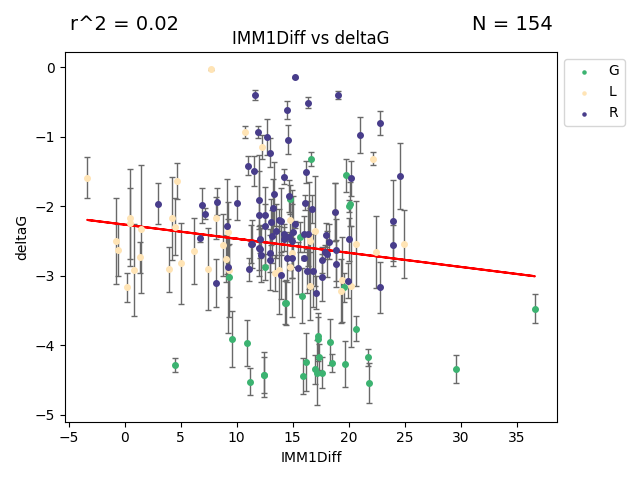 r^2 = 0.02
N = 154
IMM1Diff vs deltaG
G
L
R
deltaG
0
−1
−2
−3
−4
−5
−5
0
5
10
15
20
25
30
35
IMM1Diff